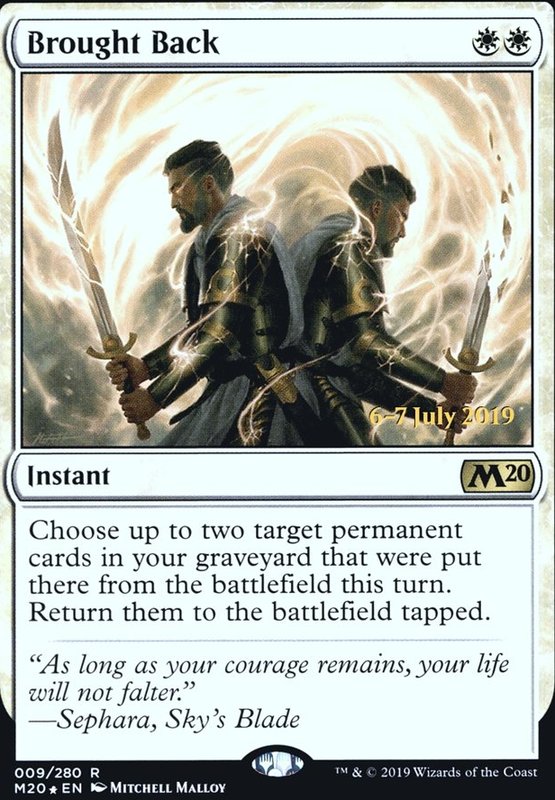 Brought Back
6–7 July 2019
Instant
M20
Choose up to two target permanent
cards in your graveyard that were put
there from the battlefield this turn.
Return them to the battlefield tapped.
“As long as your courage remains, your life
will not falter.”
—Sephara, Sky's Blade
009/280 R
M20★EN Mitchell Malloy
™ & © 2019 Wizards of the Coast